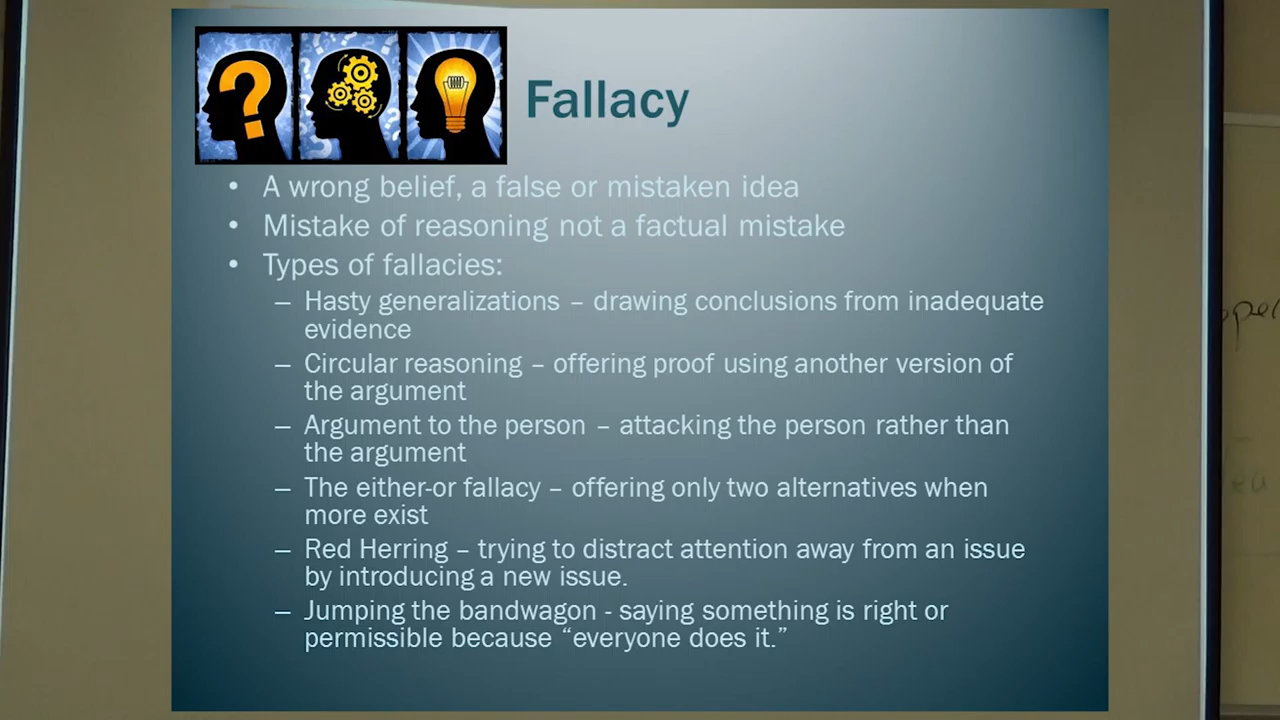 Fallacy
• A wrong belief, a false or mistaken idea
• Mistake of reasoning not a factual mistake
• Types of fallacies:
– Hasty generalizations – drawing conclusions from inadequate
evidence
– Circular reasoning – offering proof using another version of
the argument
– Argument to the person – attacking the person rather than
the argument
– The either-or fallacy – offering only two alternatives when
more exist
– Red Herring – trying to distract attention away from an issue
by introducing a new issue.
– Jumping the bandwagon - saying something is right or
permissible because “everyone does it.”